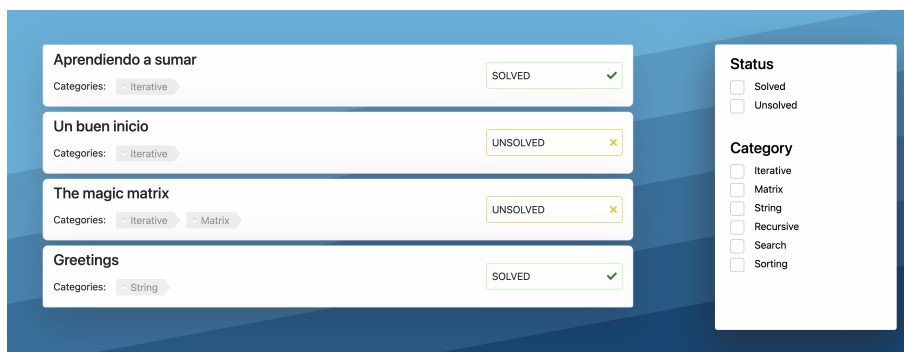 Aprendiendo a sumar
Categories: Iterative
SOLVED
Un buen inicio
Categories: Iterative
UNSOLVED
The magic matrix
Categories: Iterative Matrix
UNSOLVED
Greetings
Categories: String
SOLVED
Status
Solved
Unsolved
Category
Iterative
Matrix
String
Recursive
Search
Sorting